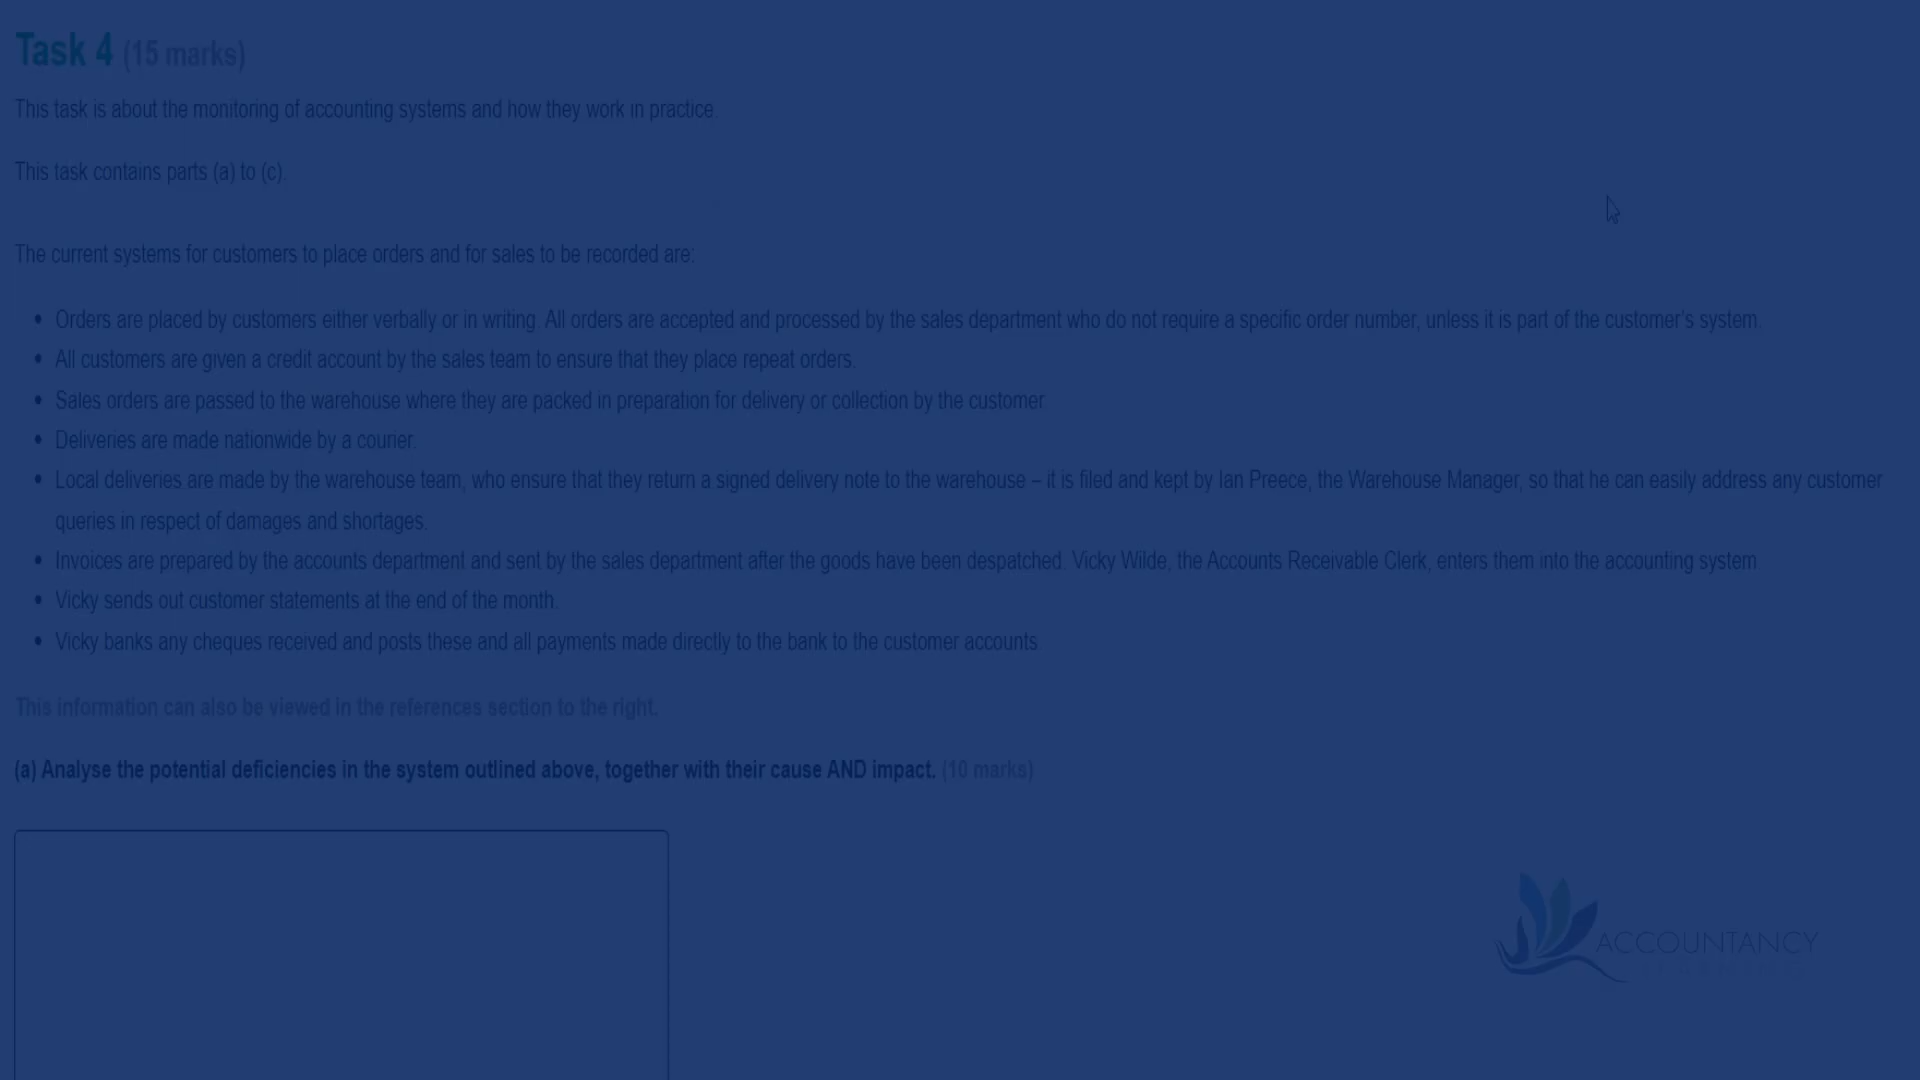 Task 4 (15 marks)
This task is about the monitoring of accounting systems and how they work in practice.
This task contains parts (a) to (c).
The current systems for customers to place orders and for sales to be recorded are:
• Orders are placed by customers either verbally or in writing. All orders are accepted and processed by the sales department who do not require a specific order number, unless it is part of the customer's system.
• All customers are given a credit account by the sales team to ensure that they place repeat orders.
• Sales orders are passed to the warehouse where they are packed in preparation for delivery or collection by the customer
• Deliveries are made nationwide by a courier.
• Local deliveries are made by the warehouse team, who ensure that they return a signed delivery note to the warehouse – it is filed and kept by Ian Preece, the Warehouse Manager, so that he can easily address any customer
queries in respect of damages and shortages.
• Invoices are prepared by the accounts department and sent by the sales department after the goods have been despatched. Vicky Wilde, the Accounts Receivable Clerk, enters them into the accounting system
• Vicky sends out customer statements at the end of the month.
• Vicky banks any cheques received and posts these and all payments made directly to the bank to the customer accounts
This information can also be viewed in the references section to the right.
(a) Analyse the potential deficiencies in the system outlined above, together with their cause AND impact. (10 marks)
ACCOUNTANCY